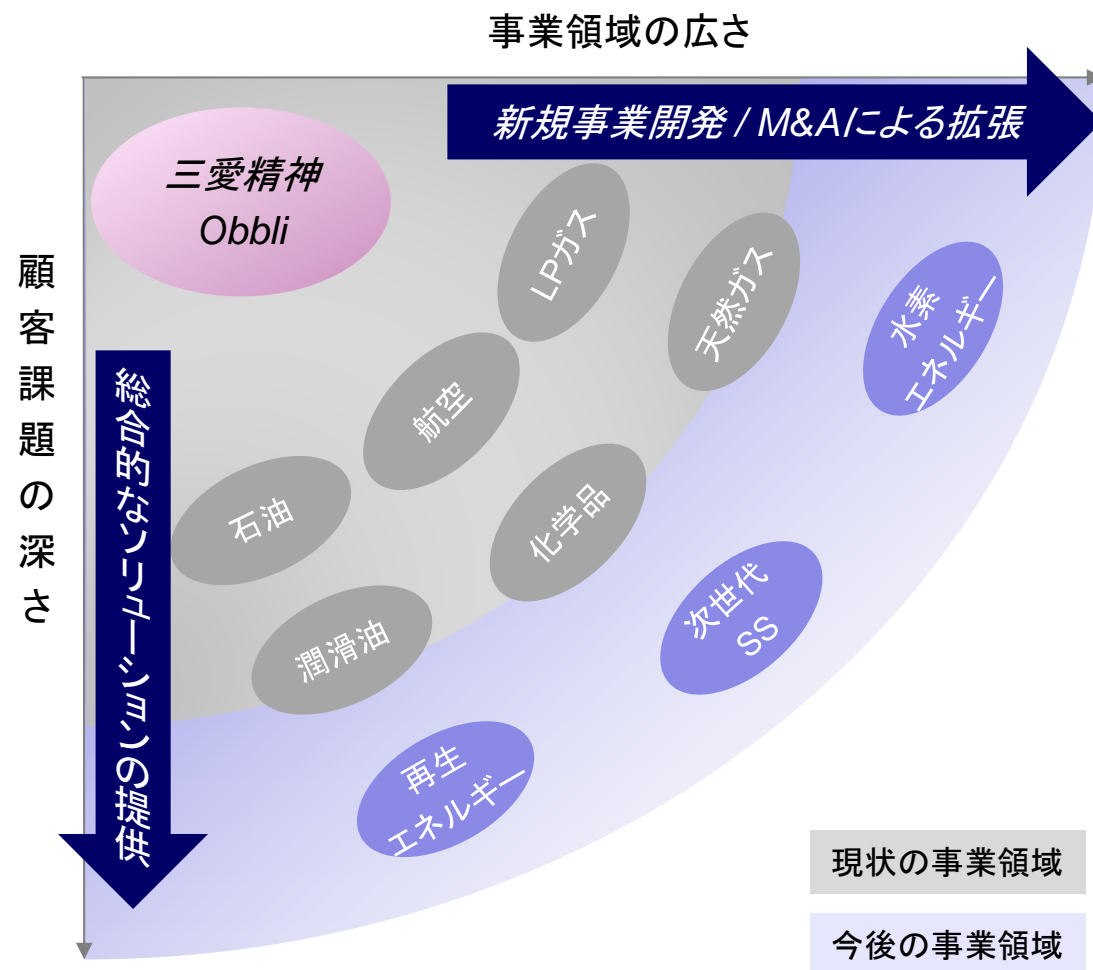 事業領域の広さ
新規事業開発 / M&Aによる拡張
三愛精神
Obbli
顧客課題の深さ
総合的なソリューションの提供
LPガス
天然ガス
水素
エネルギー
航空
石油
化学品
潤滑油
次世代
SS
再生
エネルギー
現状の事業領域
今後の事業領域